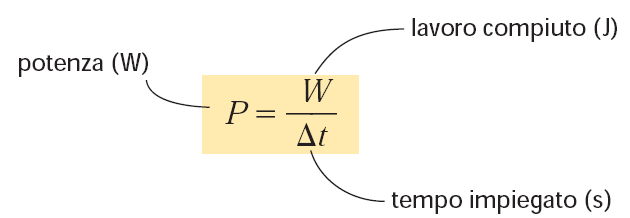 lavoro compiuto (J)
potenza (W)
P = W / Δt
tempo impiegato (s)